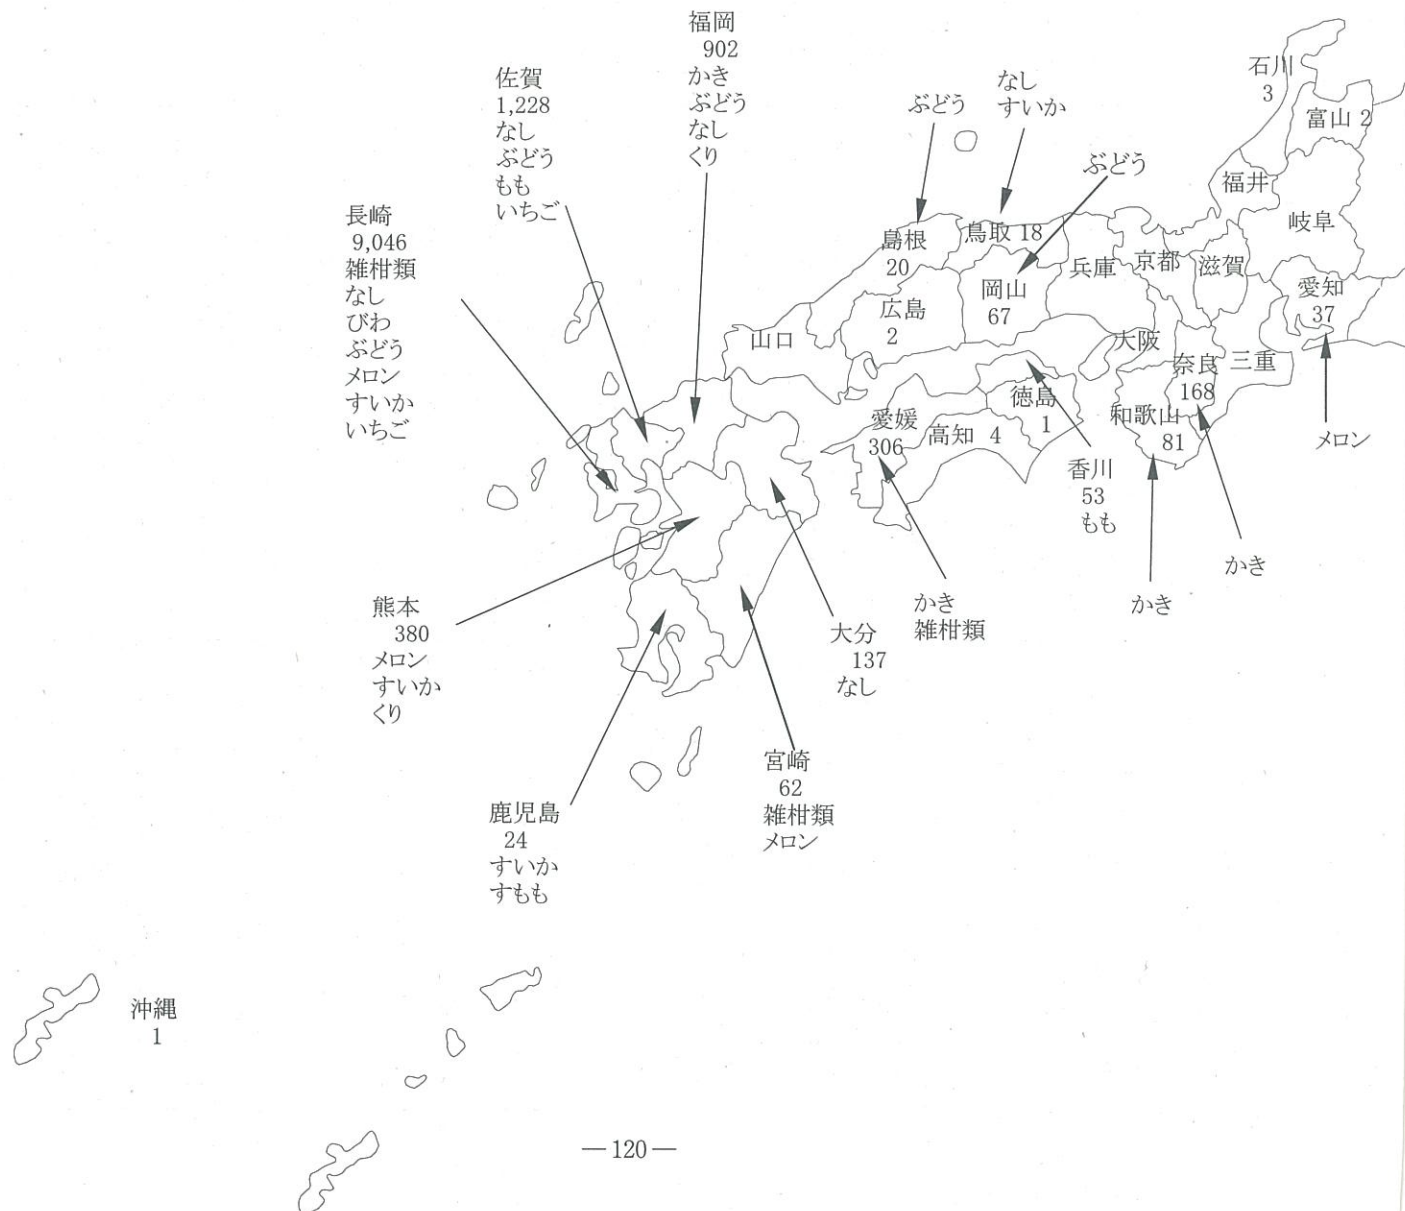 福岡
902
かき
ぶどう
なし
くり
佐賀
1,228
なし
ぶどう
もも
いちご
長崎
9,046
雑柑類
なし
びわ
ぶどう
メロン
すいか
いちご
ぶどう
なし
すいか
ぶどう
石川
3
富山 2
福井
岐阜
島根
20
鳥取 18
岡山
67
兵庫
京都
滋賀
愛知
37
広島
2
山口
大阪
奈良
168
三重
和歌山
81
メロン
愛媛
306
高知 4
徳島
1
香川
53
もも
かき
かき
かき
雑柑類
熊本
380
メロン
すいか
くり
大分
137
なし
宮崎
62
雑柑類
メロン
鹿児島
24
すいか
すもも
沖縄
1
— 120 —